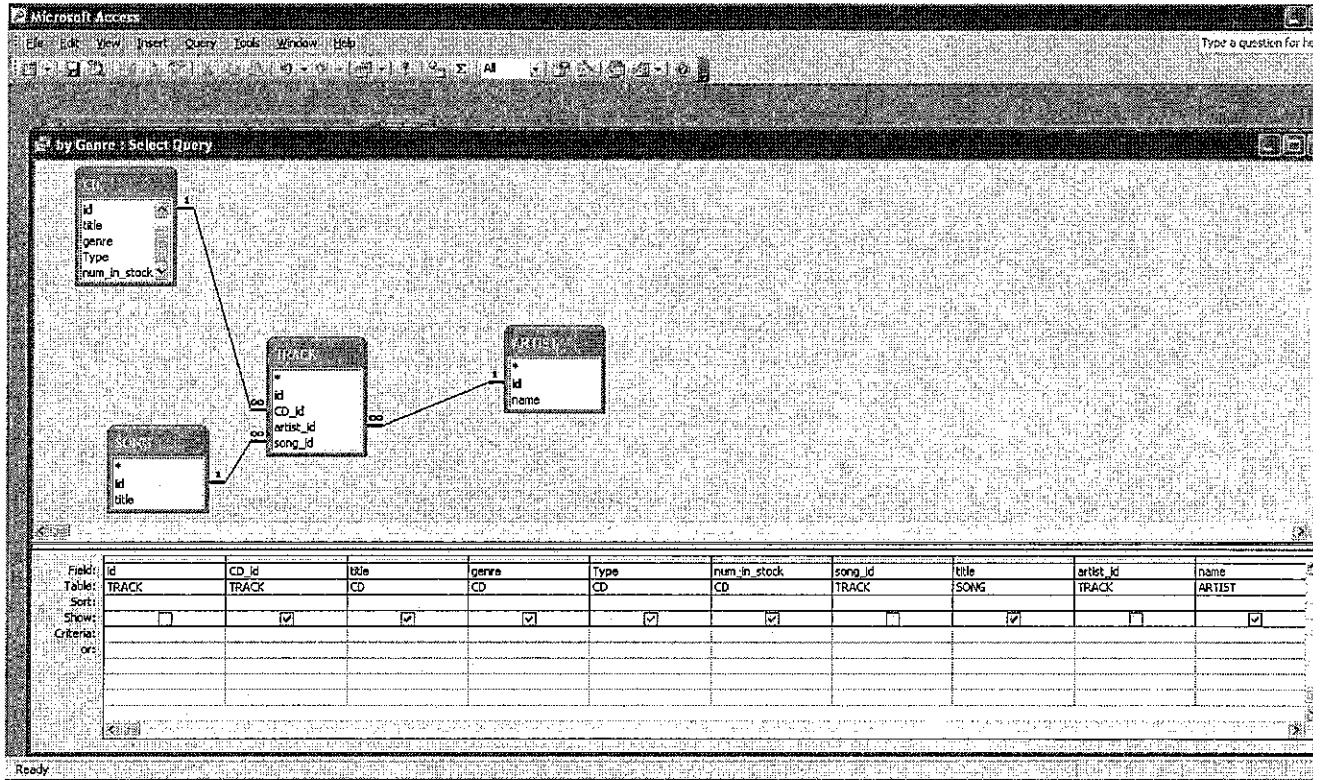 Microsoft Access
File Edit View Insert Query Tools Window Help
Type a question for he
All
by Genre : Select Query
CD
id
title
genre
Type
num_in_stock
1
TRACK
*
id
CD_id
artist_id
song_id
∞
∞
∞
ARTIST
*
id
name
1
SONG
*
id
title
1
Field: id CD_id title genre Type num_in_stock song_id title artist_id name
Table: TRACK TRACK CD CD CD CD TRACK SONG TRACK ARTIST
Sort:
Show:
Criteria:
or:
Ready